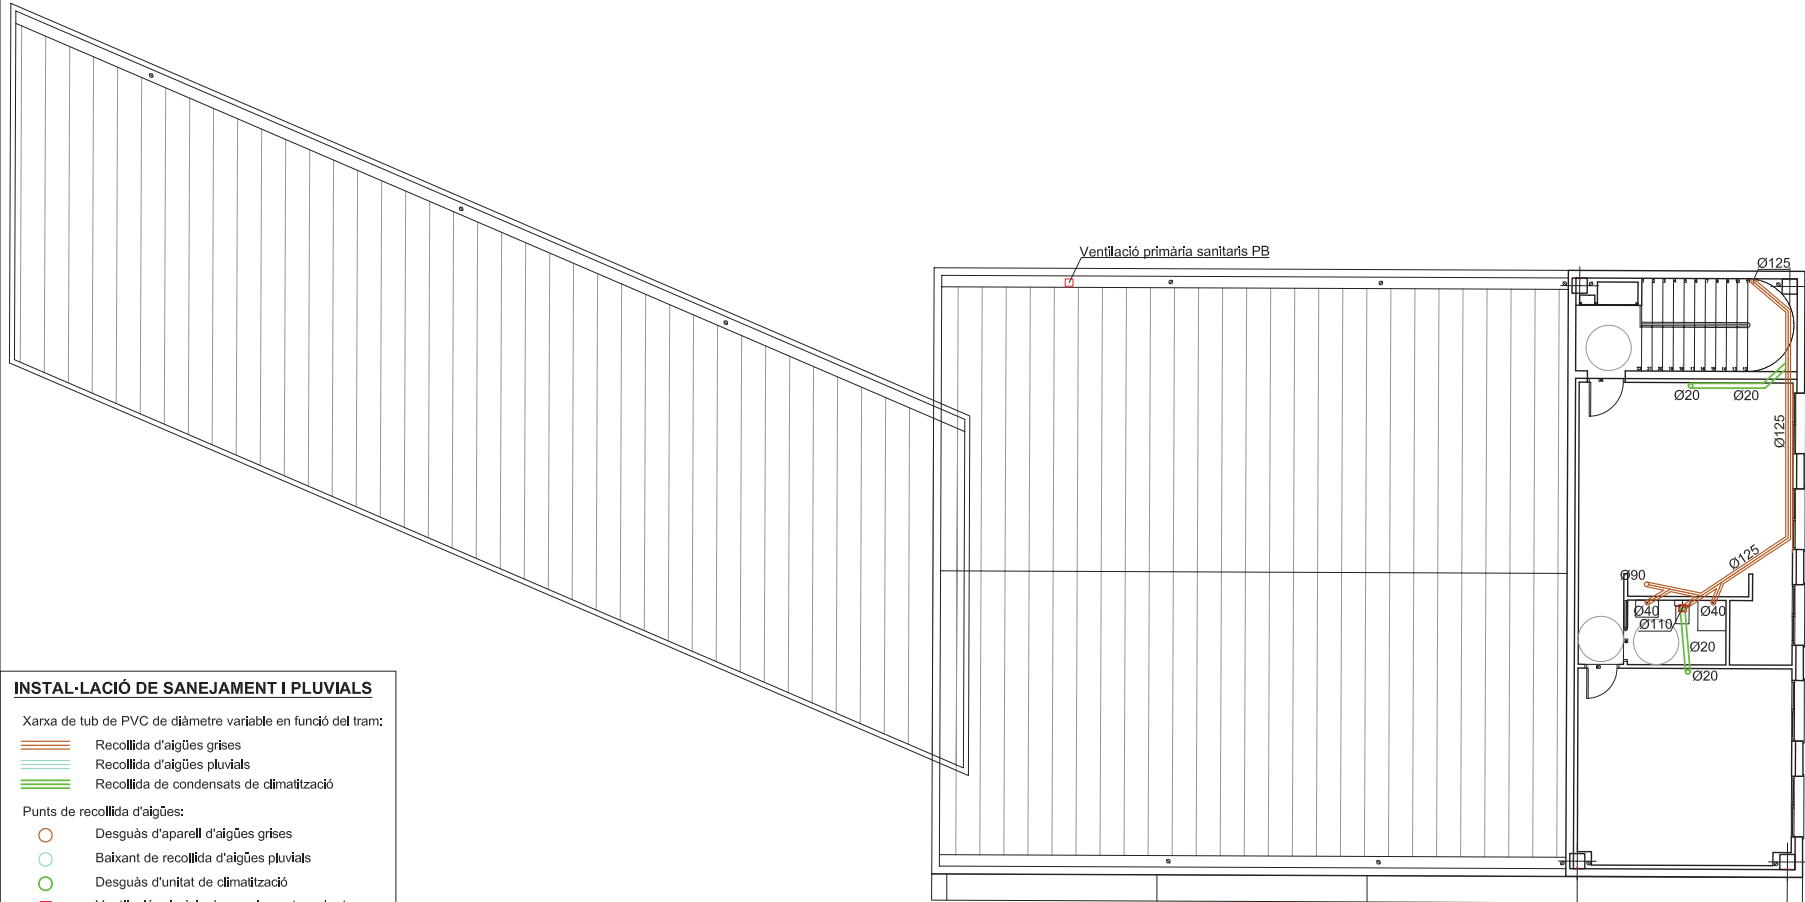 Ventilació primària sanitaris PB
Ø125
Ø20
Ø20
Ø125
Ø125
Ø90
Ø40
Ø40
Ø110
Ø20
Ø20
INSTAL·LACIÓ DE SANEJAMENT I PLUVIALS
Xarxa de tub de PVC de diàmetre variable en funció del tram:
Recollida d'aigües grises
Recollida d'aigües pluvials
Recollida de condensats de climatització
Punts de recollida d'aigües:
Desguàs d'aparell d'aigües grises
Baixant de recollida d'aigües pluvials
Desguàs d'unitat de climatització